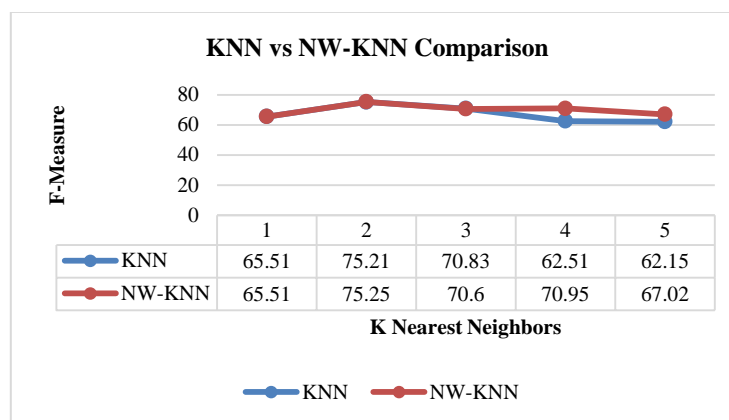 KNN vs NW-KNN Comparison
F-Measure
80
60
40
20
0
1 2 3 4 5
KNN 65.51 75.21 70.83 62.51 62.15
NW-KNN 65.51 75.25 70.6 70.95 67.02
K Nearest Neighbors
KNN NW-KNN